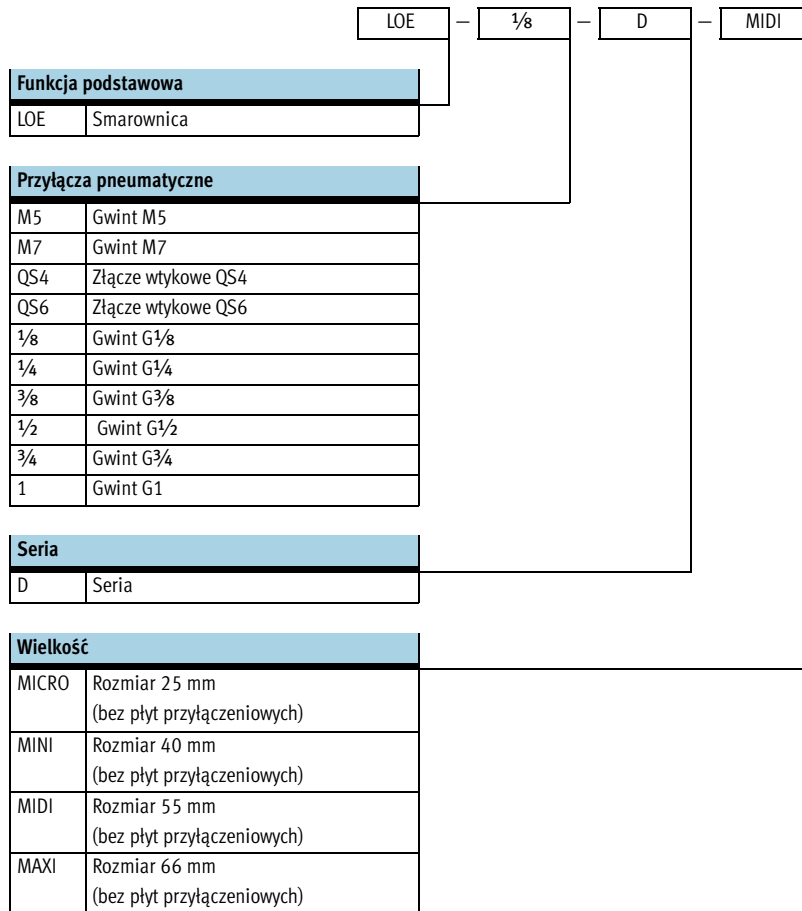 LOE – ⅛ – D – MIDI
Funkcja podstawowa
LOE Smarownica
Przyłącza pneumatyczne
M5 Gwint M5
M7 Gwint M7
QS4 Złącze wtykowe QS4
QS6 Złącze wtykowe QS6
⅛ Gwint G⅛
¼ Gwint G¼
⅜ Gwint G⅜
½ Gwint G½
¾ Gwint G¾
1 Gwint G1
Seria
D Seria
Wielkość
MICRO Rozmiar 25 mm
(bez płyt przyłączeniowych)
MINI Rozmiar 40 mm
(bez płyt przyłączeniowych)
MIDI Rozmiar 55 mm
(bez płyt przyłączeniowych)
MAXI Rozmiar 66 mm
(bez płyt przyłączeniowych)